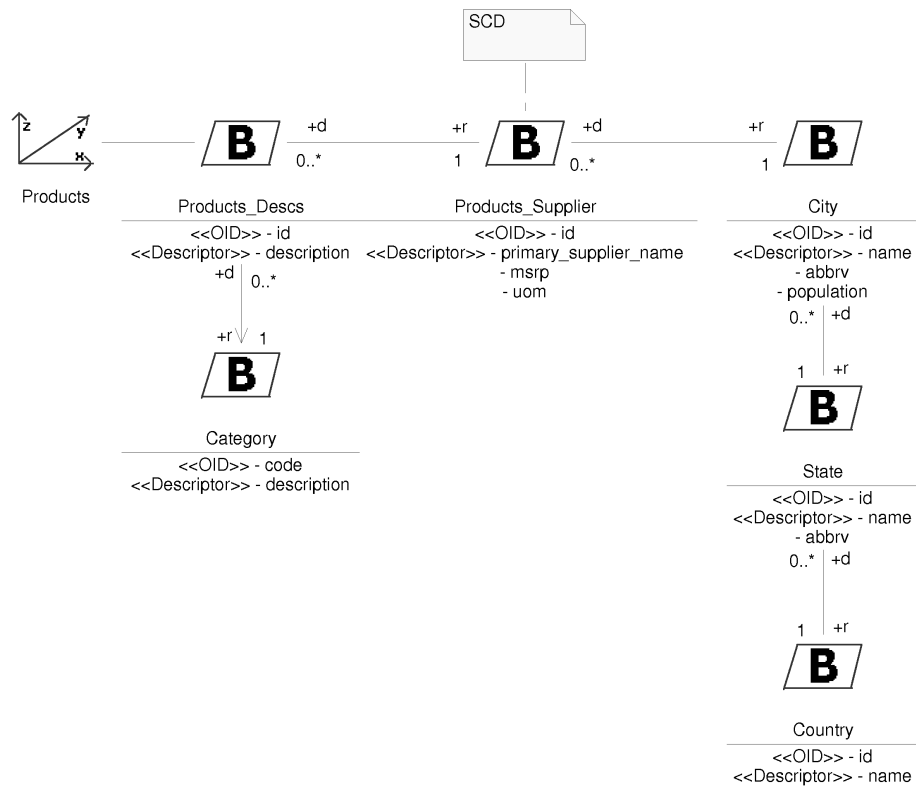 SCD
z
y
x
Products
B
+d
0..*
+r
1
B
+d
0..*
+r
1
B
Products_Descs
<<OID>> - id
<<Descriptor>> - description
Products_Supplier
<<OID>> - id
<<Descriptor>> - primary_supplier_name
- msrp
- uom
City
<<OID>> - id
<<Descriptor>> - name
- abbrv
- population
+d
0..*
+r
1
B
Category
<<OID>> - code
<<Descriptor>> - description
0..*
+d
1
+r
B
State
<<OID>> - id
<<Descriptor>> - name
- abbrv
0..*
+d
1
+r
B
Country
<<OID>> - id
<<Descriptor>> - name